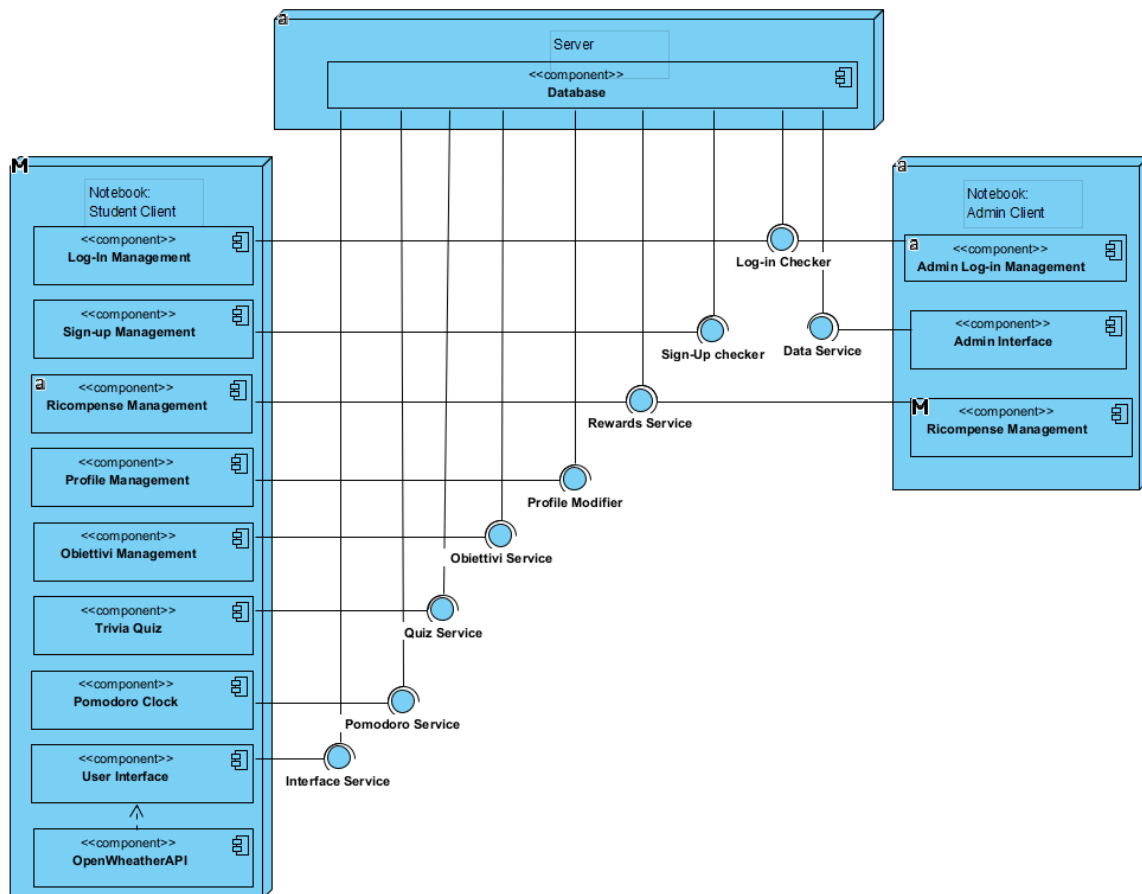 a
Server
<<component>>
Database
M
Notebook:
Student Client
<<component>>
Log-In Management
<<component>>
Sign-up Management
a
<<component>>
Ricompense Management
<<component>>
Profile Management
<<component>>
Obiettivi Management
<<component>>
Trivia Quiz
<<component>>
Pomodoro Clock
<<component>>
User Interface
<<component>>
OpenWheatherAPI
Log-in Checker
Sign-Up checker
Data Service
Rewards Service
Profile Modifier
Obiettivi Service
Quiz Service
Pomodoro Service
Interface Service
a
Notebook:
Admin Client
a
<<component>>
Admin Log-in Management
<<component>>
Admin Interface
M
<<component>>
Ricompense Management